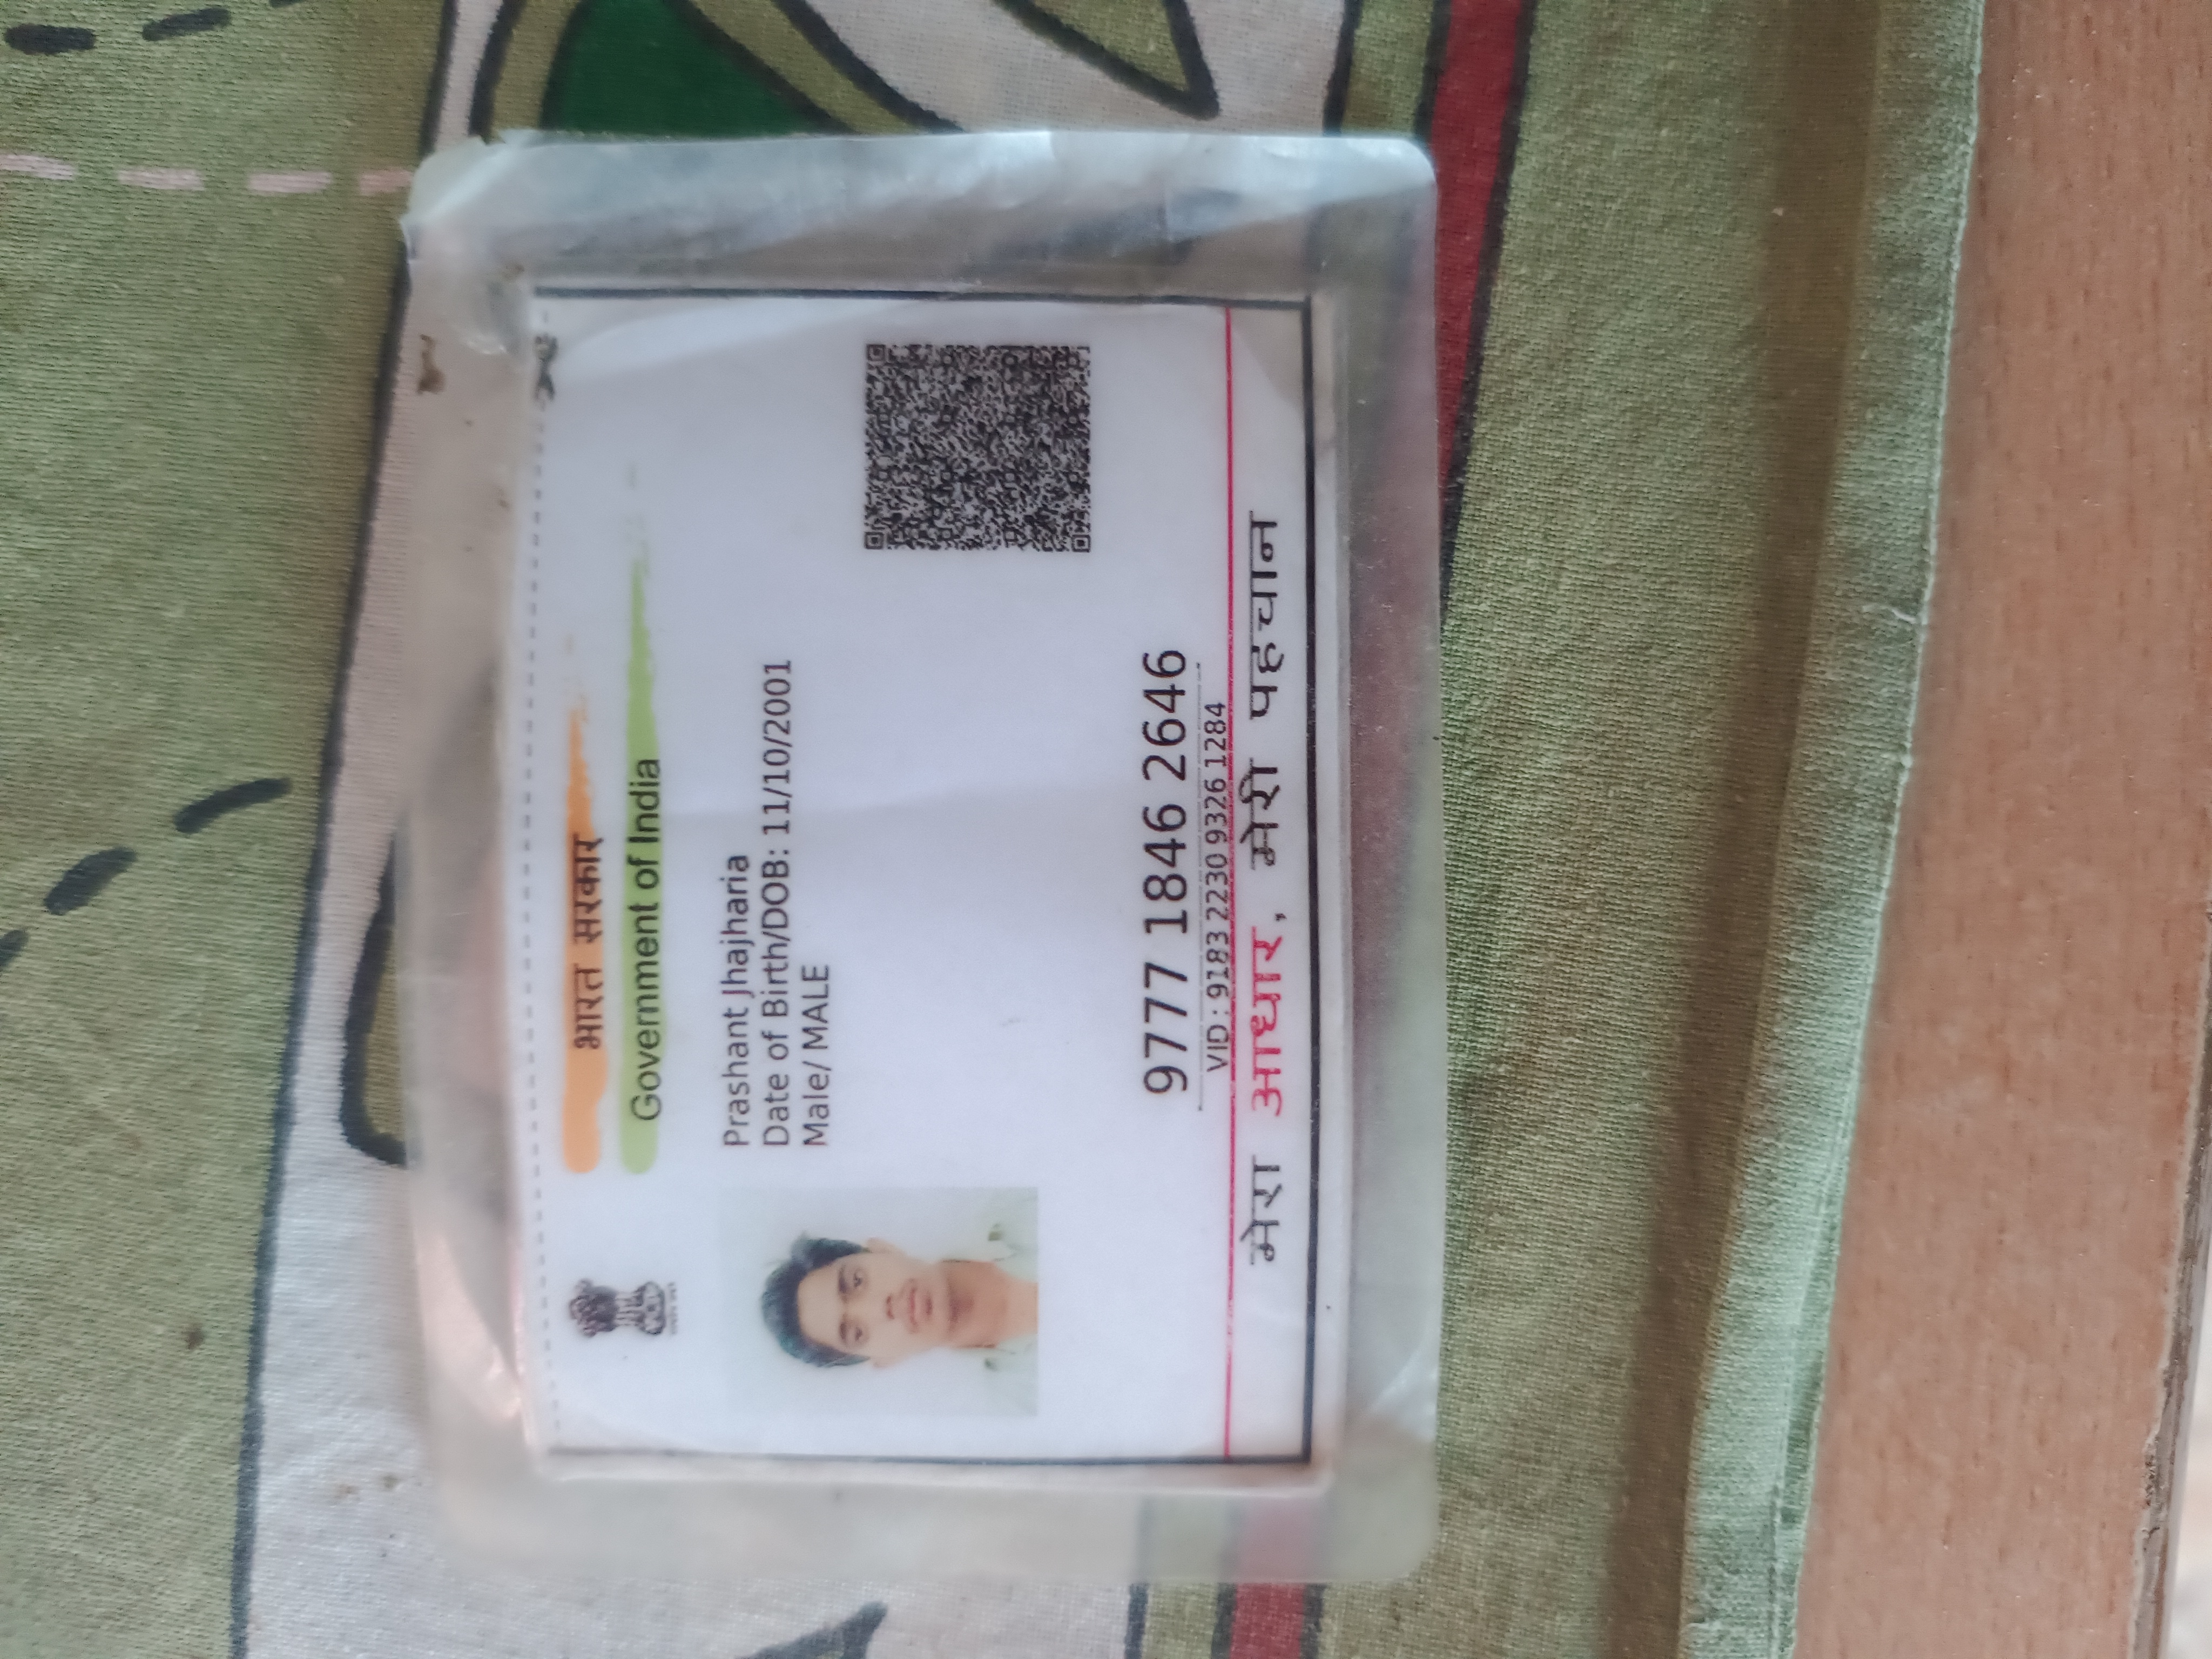 भारत सरकार
Government of India
Prashant Jhajharia
Date of Birth/DOB: 11/10/2001
Male/ MALE
9777 1846 2646
VID : 9183 2230 9326 1284
मेरा आधार, मेरी पहचान